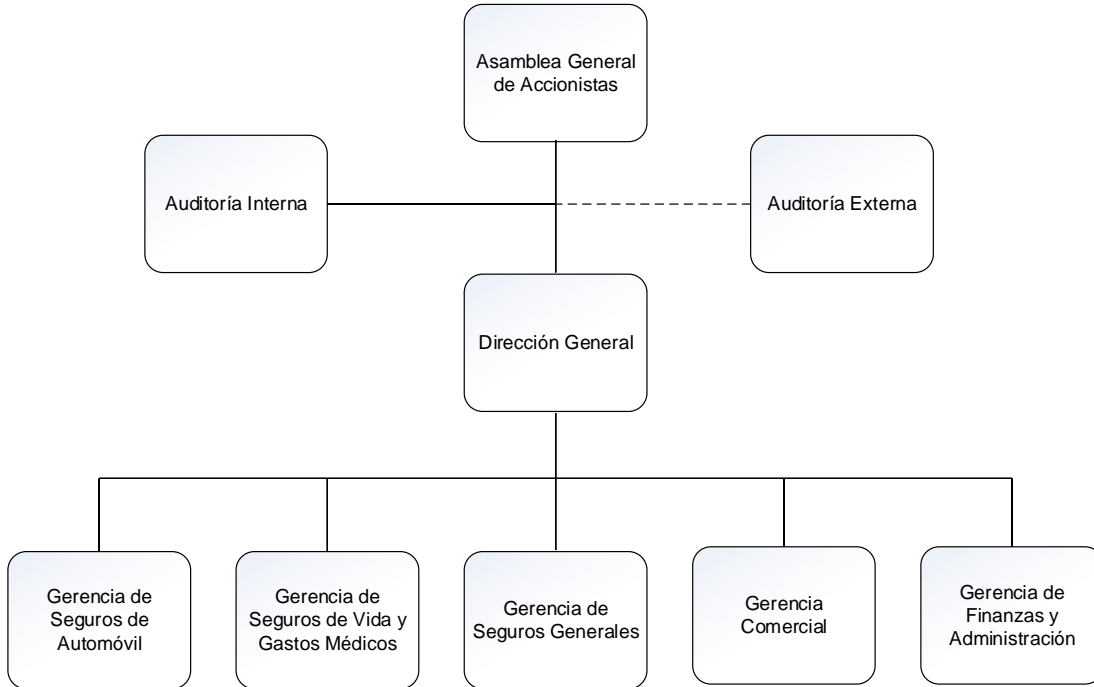 Asamblea General
de Accionistas
Auditoría Interna
Auditoría Externa
Dirección General
Gerencia de
Seguros de
Automóvil
Gerencia de
Seguros de Vida y
Gastos Médicos
Gerencia de
Seguros Generales
Gerencia
Comercial
Gerencia de
Finanzas y
Administración